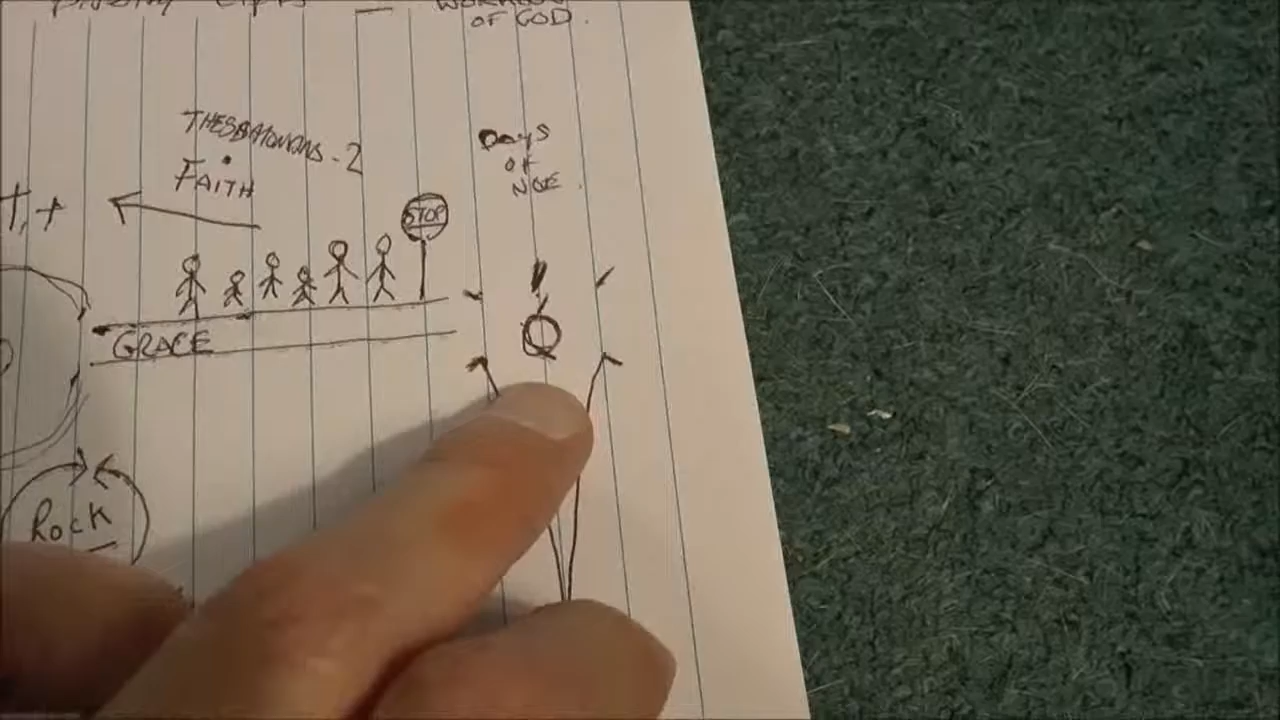 OF GOD.
THESSALONIANS - 2
FAITH
STOP
GRACE
Days
of
NOE.
Rock